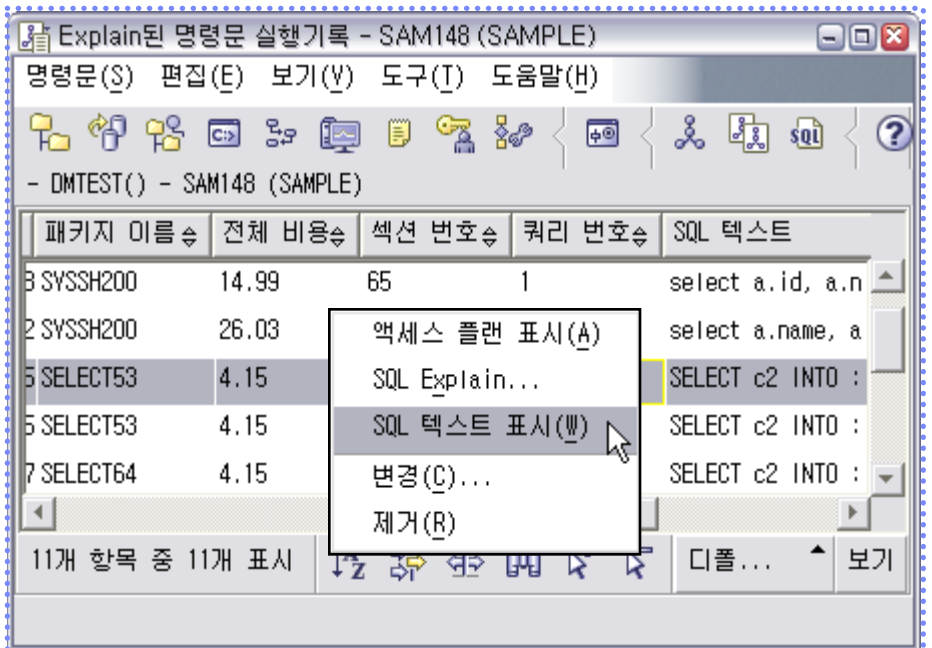 Explain된 명령문 실행기록 - SAM148 (SAMPLE)
명령문(S) 편집(E) 보기(V) 도구(T) 도움말(H)
C:> SQL ?
- DMTEST() - SAM148 (SAMPLE)
패키지 이름 전체 비용 섹션 번호 쿼리 번호 SQL 텍스트
3 SYSSH200 14.99 65 1 select a.id, a.n
2 SYSSH200 26.03 select a.name, a
5 SELECT53 4.15 SELECT c2 INTO :
5 SELECT53 4.15 SELECT c2 INTO :
7 SELECT64 4.15 SELECT c2 INTO :
액세스 플랜 표시(A)
SQL Explain...
SQL 텍스트 표시(W)
변경(C)...
제거(R)
11개 항목 중 11개 표시 디폴... 보기